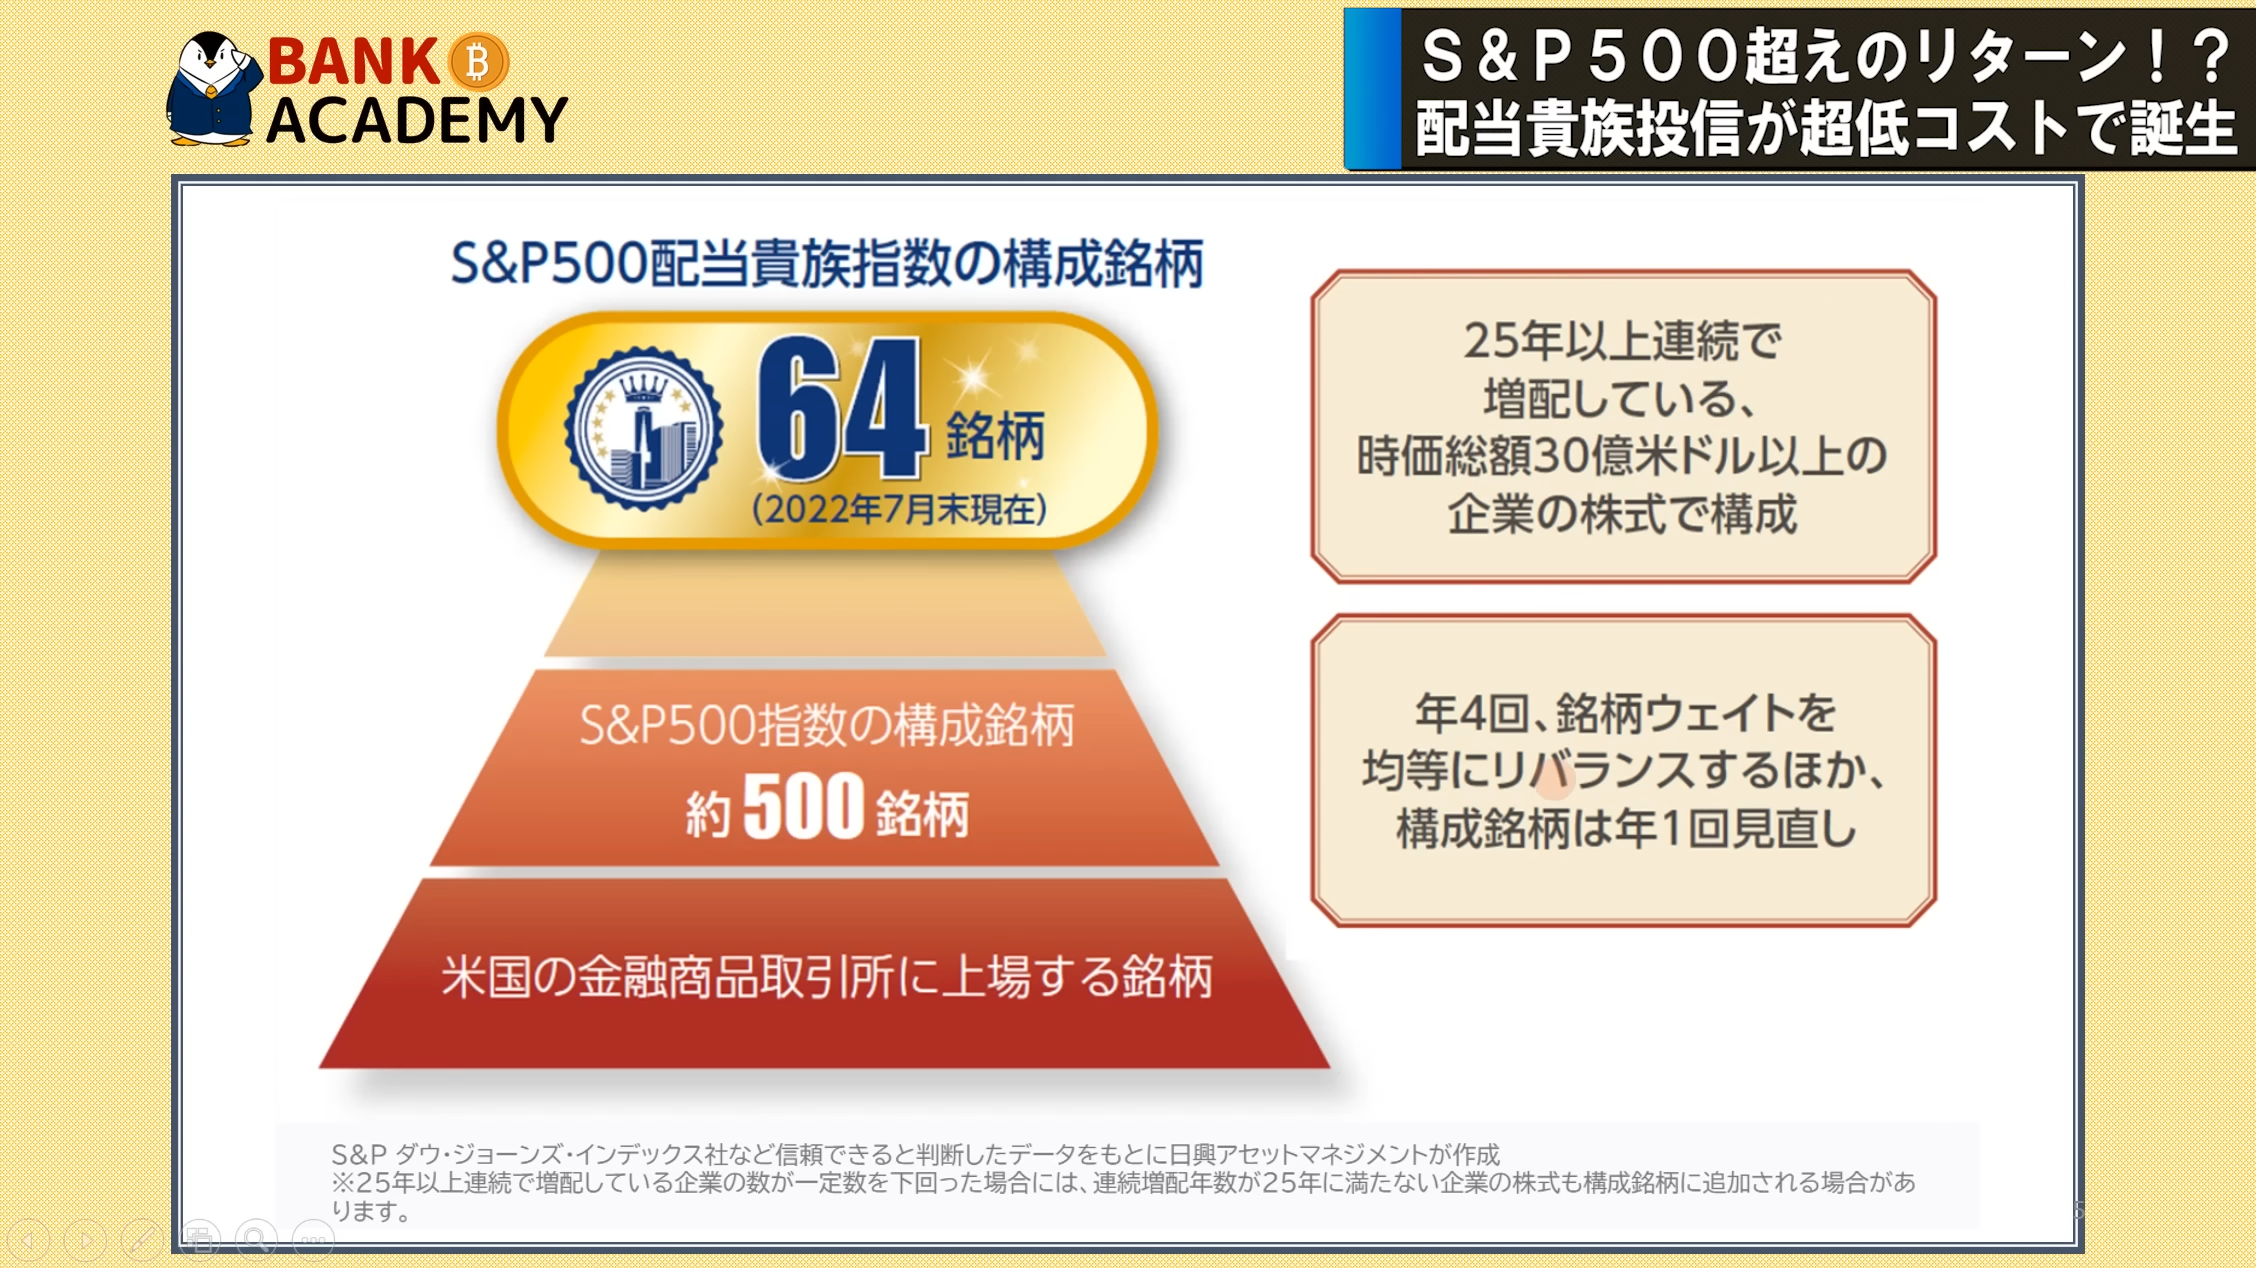 BANK
ACADEMY
S&P500超えのリターン!?
配当貴族投信が超低コストで誕生
S&P500配当貴族指数の構成銘柄
64銘柄
(2022年7月末現在)
S&P500指数の構成銘柄
約500銘柄
米国の金融商品取引所に上場する銘柄
25年以上連続で
増配している、
時価総額30億米ドル以上の
企業の株式で構成
年4回、銘柄ウェイトを
均等にリバランスするほか、
構成銘柄は年1回見直し
S&P ダウ・ジョーンズ・インデックス社など信頼できると判断したデータをもとに日興アセットマネジメントが作成
※25年以上連続で増配している企業の数が一定数を下回った場合には、連続増配年数が25年に満たない企業の株式も構成銘柄に追加される場合があ
ります。
5